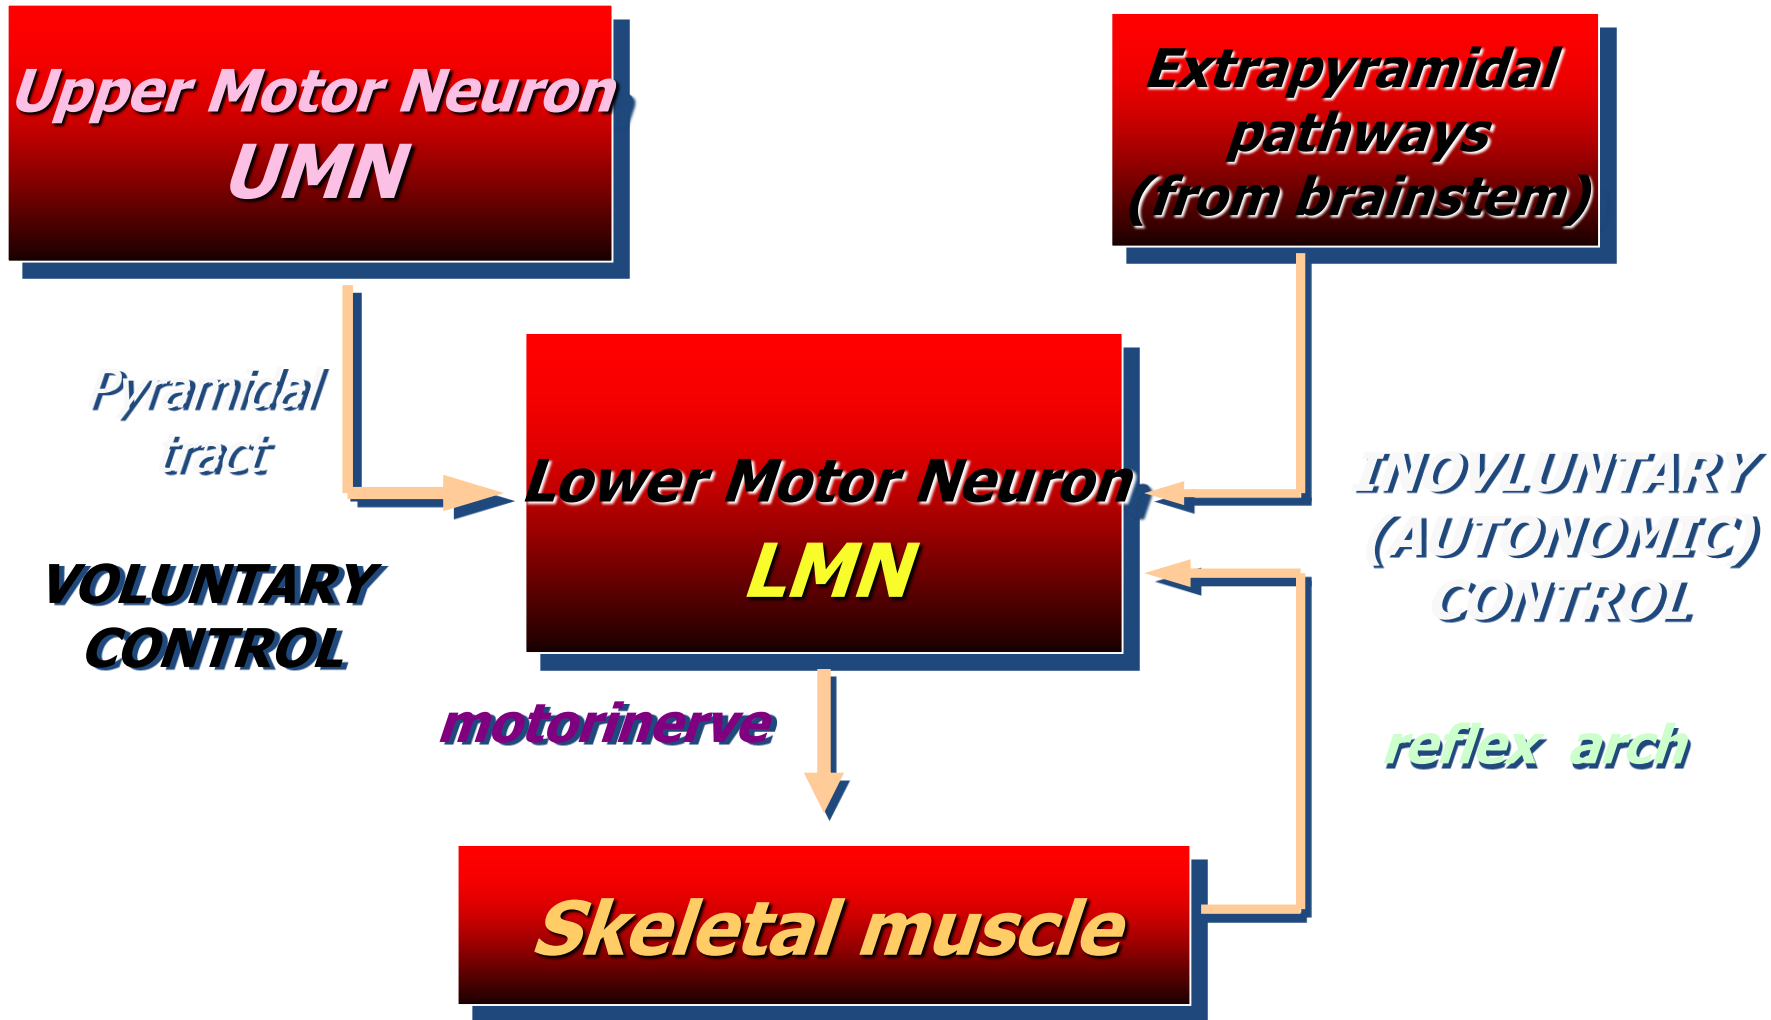 Upper Motor Neuron
UMN
Extrapyramidal
pathways
(from brainstem)
Pyramidal
tract
Lower Motor Neuron
LMN
INOVLUNTARY
(AUTONOMIC)
CONTROL
VOLUNTARY
CONTROL
motorinerve
reflex arch
Skeletal muscle